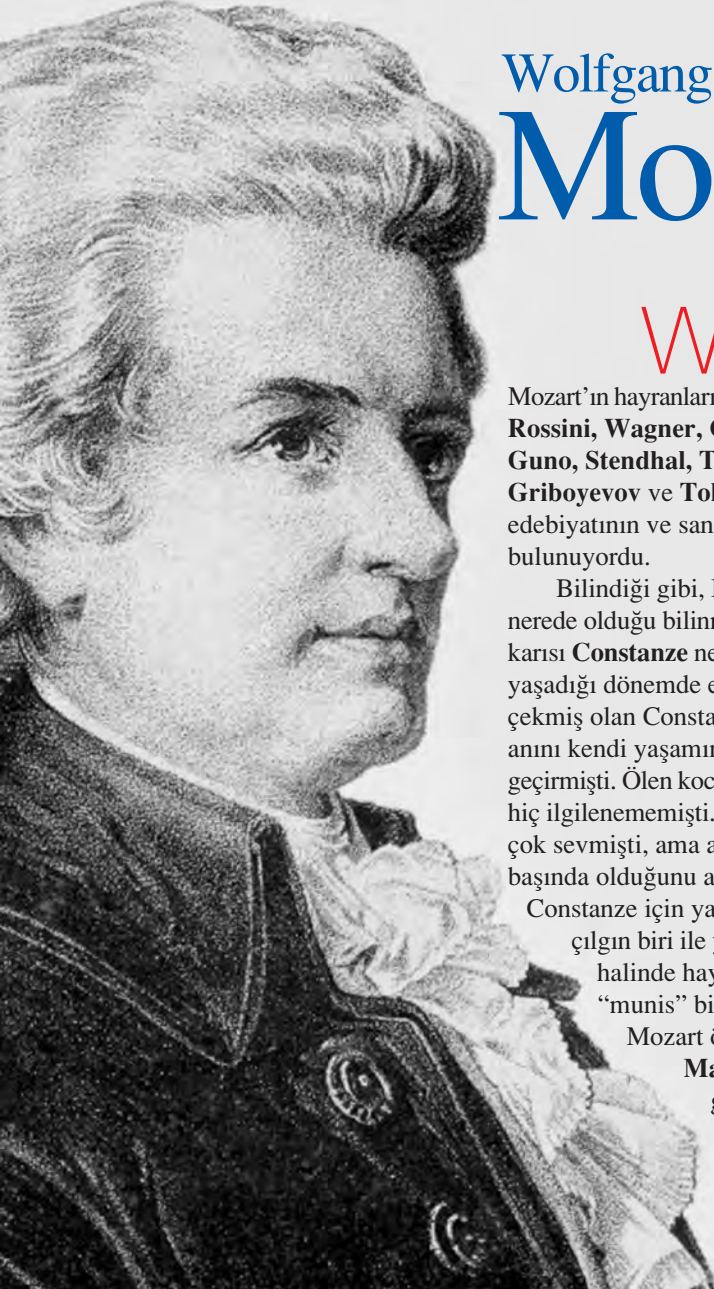 Wolfgang
Mo
W
Mozart’ın hayranları
Rossini, Wagner,
Guno, Stendhal, T
Griboyevov ve Tol
edebiyatının ve san
bulunuyordu.
Bilindiği gibi,
nerede olduğu bilinm
karısı Constanze ne
yaşadığı dönemde e
çekmiş olan Consta
anını kendi yaşamın
geçirmişti. Ölen koc
hiç ilgilenememişti.
çok sevmişti, ama a
başında olduğunu a
Constanze için ya
çılgın biri ile
halinde hay
“munis” bi
Mozart ö
Ma
g